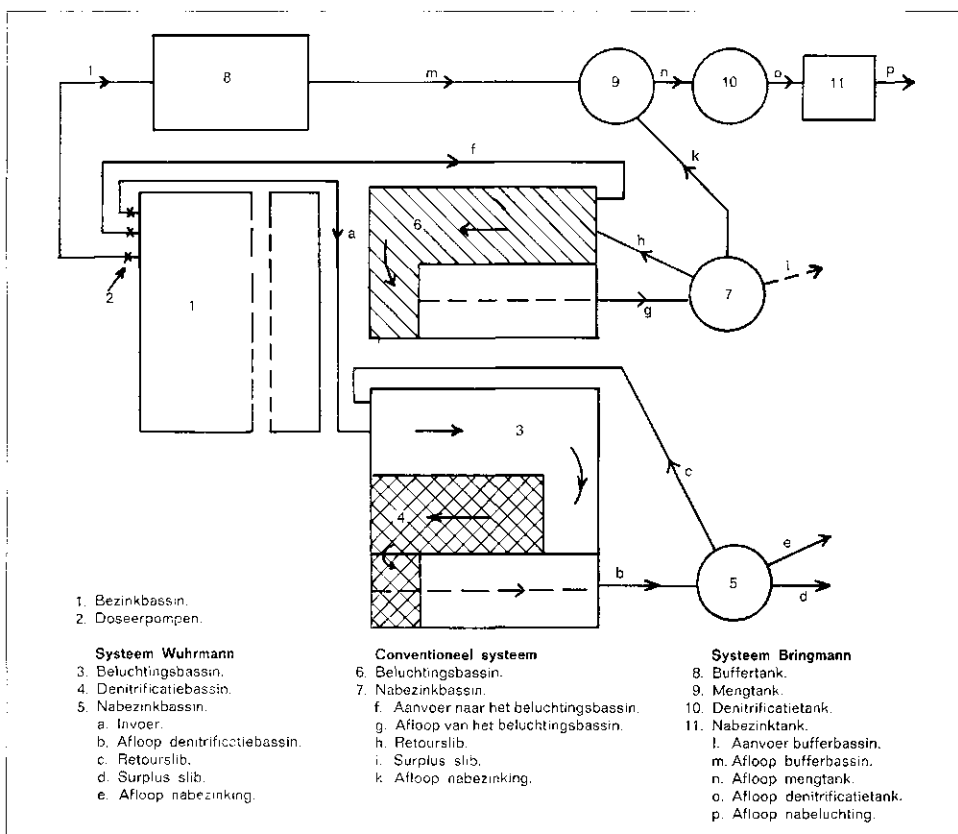 l
8
m
9
n
10
o
11
p
f
k
a
6
h
7
i
2
1
g
3
c
4
e
b
5
d
1. Bezinkbassin.
2. Doseerpompen.
Systeem Wuhrmann
3. Beluchtingsbassin.
4. Denitrificatiebassin.
5. Nabezinkbassin.
a. Invoer.
b. Afloop denitrificatiebassin.
c. Retourslib.
d. Surplus slib.
e. Afloop nabezinking.
Conventioneel systeem
6. Beluchtingsbassin.
7. Nabezinkbassin.
f. Aanvoer naar het beluchtingsbassin.
g. Afloop van het beluchtingsbassin.
h. Retourslib.
i. Surplus slib.
k. Afloop nabezinking.
Systeem Bringmann
8. Buffertank.
9. Mengtank.
10. Denitrificatietank.
11. Nabezinktank.
l. Aanvoer bufferbassin.
m. Afloop bufferbassin.
n. Afloop mengtank.
o. Afloop denitrificatietank.
p. Afloop nabeluchting.